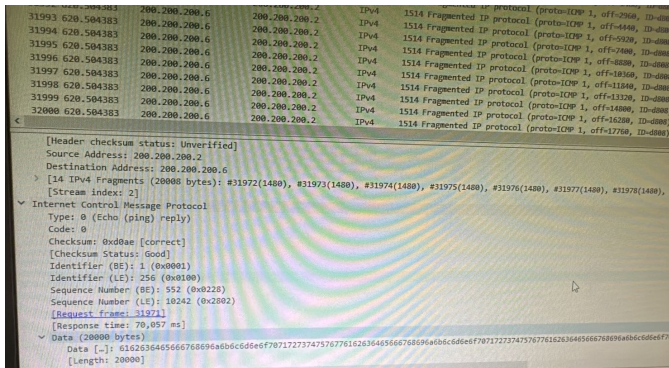 31993 620.504383 200.200.200.6 200.200.200.2 IPv4 1514 Fragmented IP protocol (proto=ICMP 1, off=7400,
31994 620.504383 200.200.200.6 200.200.200.2 IPv4 1514 Fragmented IP protocol (proto=ICMP 1, off=8880,
31995 620.504383 200.200.200.6 200.200.200.2 IPv4 1514 Fragmented IP protocol (proto=ICMP 1, off=10360,
31996 620.504383 200.200.200.6 200.200.200.2 IPv4 1514 Fragmented IP protocol (proto=ICMP 1, off=11840,
31997 620.504383 200.200.200.6 200.200.200.2 IPv4 1514 Fragmented IP protocol (proto=ICMP 1, off=13320,
31998 620.504383 200.200.200.6 200.200.200.2 IPv4 1514 Fragmented IP protocol (proto=ICMP 1, off=14800,
31999 620.504383 200.200.200.6 200.200.200.2 IPv4 1514 Fragmented IP protocol (proto=ICMP 1, off=16280,
32000 620.504383 200.200.200.6 200.200.200.2 IPv4 1514 Fragmented IP protocol (proto=ICMP 1, off=17760, ID=d808)
[Header checksum status: Unverified]
Source Address: 200.200.200.2
Destination Address: 200.200.200.6
[14 IPv4 Fragments (20008 bytes): #31972(1480), #31973(1480), #31974(1480), #31975(1480), #31976(1480), #31977(1480), #31978(1480),
[Stream index: 2]
Internet Control Message Protocol
Type: 0 (Echo (ping) reply)
Code: 0
Checksum: 0xd0ae [correct]
[Checksum Status: Good]
Identifier (BE): 1 (0x0001)
Identifier (LE): 256 (0x0100)
Sequence Number (BE): 552 (0x0228)
Sequence Number (LE): 10242 (0x2802)
[Request frame: 31971]
[Response time: 70,057 ms]
Data (20000 bytes)
Data […]: 6162636465666768696a6b6c6d6e6f70717273747576776162636465666768696a6b6c6d6e6f70717273747576776162636465666768696a6b6c6d6e6f7
[Length: 20000]